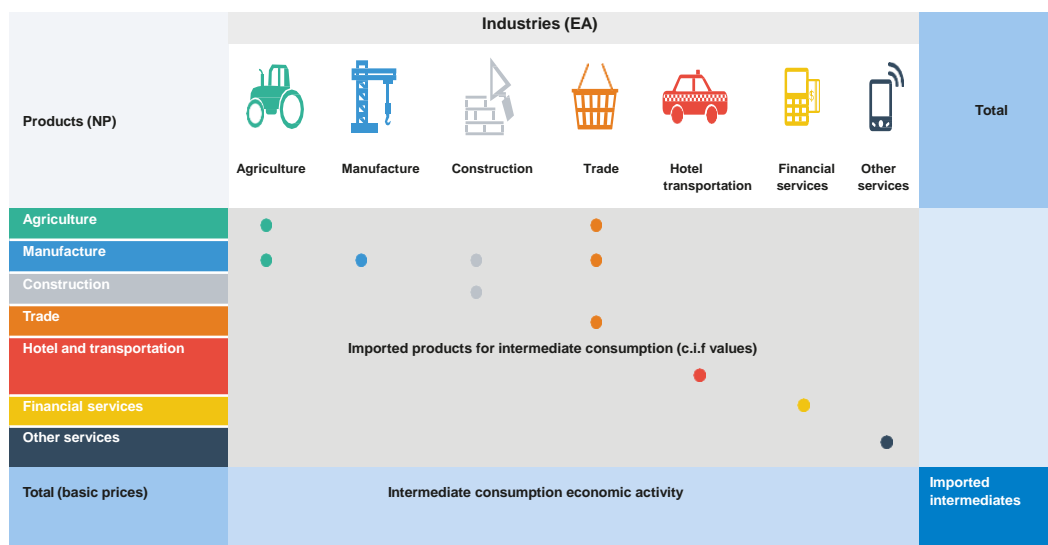 Industries (EA)
Products (NP)
Total
Agriculture
Manufacture
Construction
Trade
Hotel
transportation
Financial
services
Other
services
Agriculture
Manufacture
Construction
Trade
Hotel and transportation
Imported products for intermediate consumption (c.i.f values)
Financial services
Other services
Total (basic prices)
Intermediate consumption economic activity
Imported
intermediates